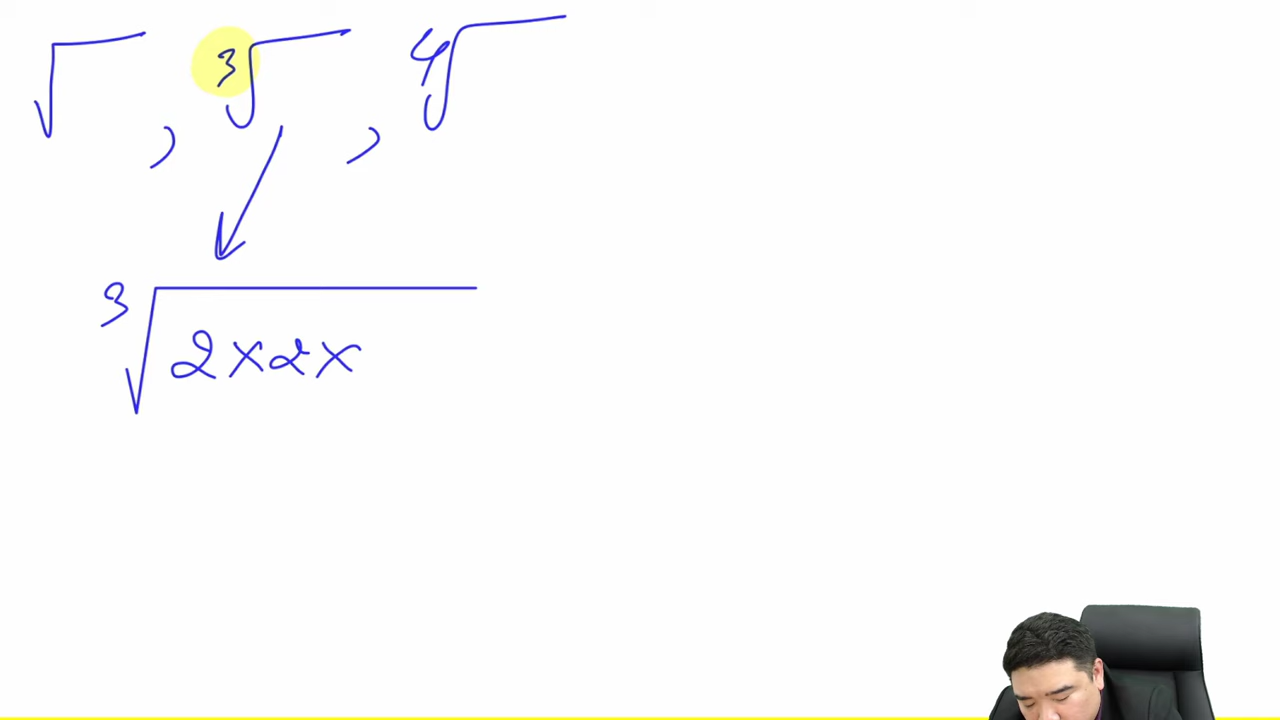 √ , ³√ , ⁴√
³√2×2×